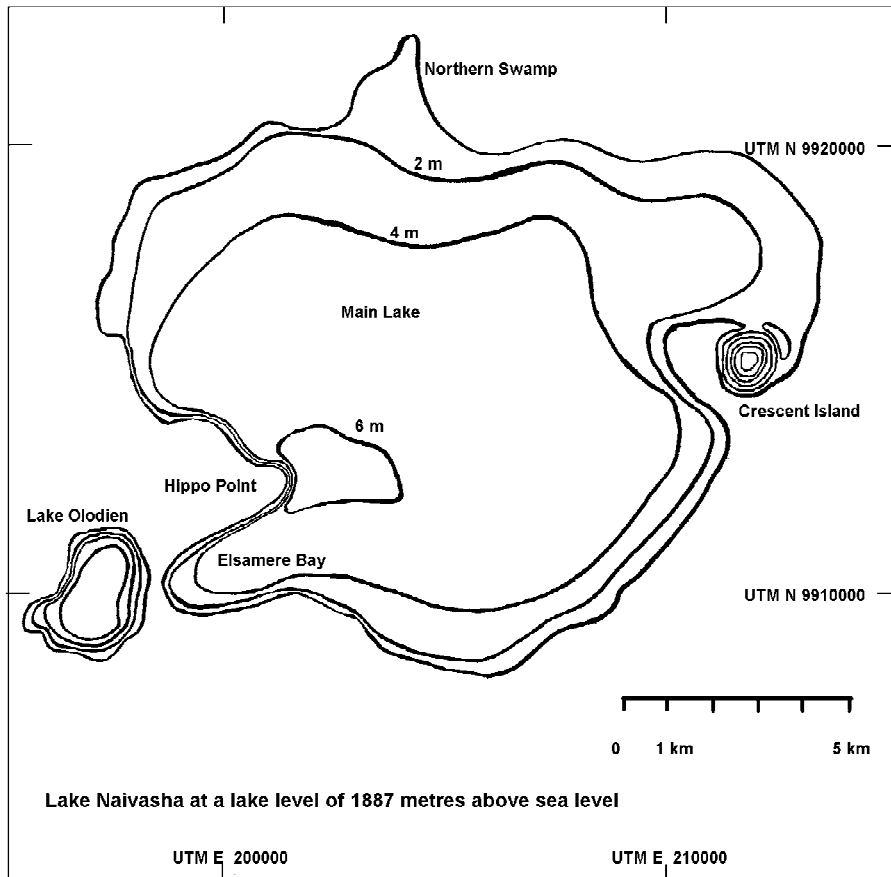 Northern Swamp
UTM N 9920000
2 m
4 m
Main Lake
Crescent Island
6 m
Hippo Point
Lake Olodien
Elsamere Bay
UTM N 9910000
0 1 km 5 km
Lake Naivasha at a lake level of 1887 metres above sea level
UTM E 200000 UTM E 210000